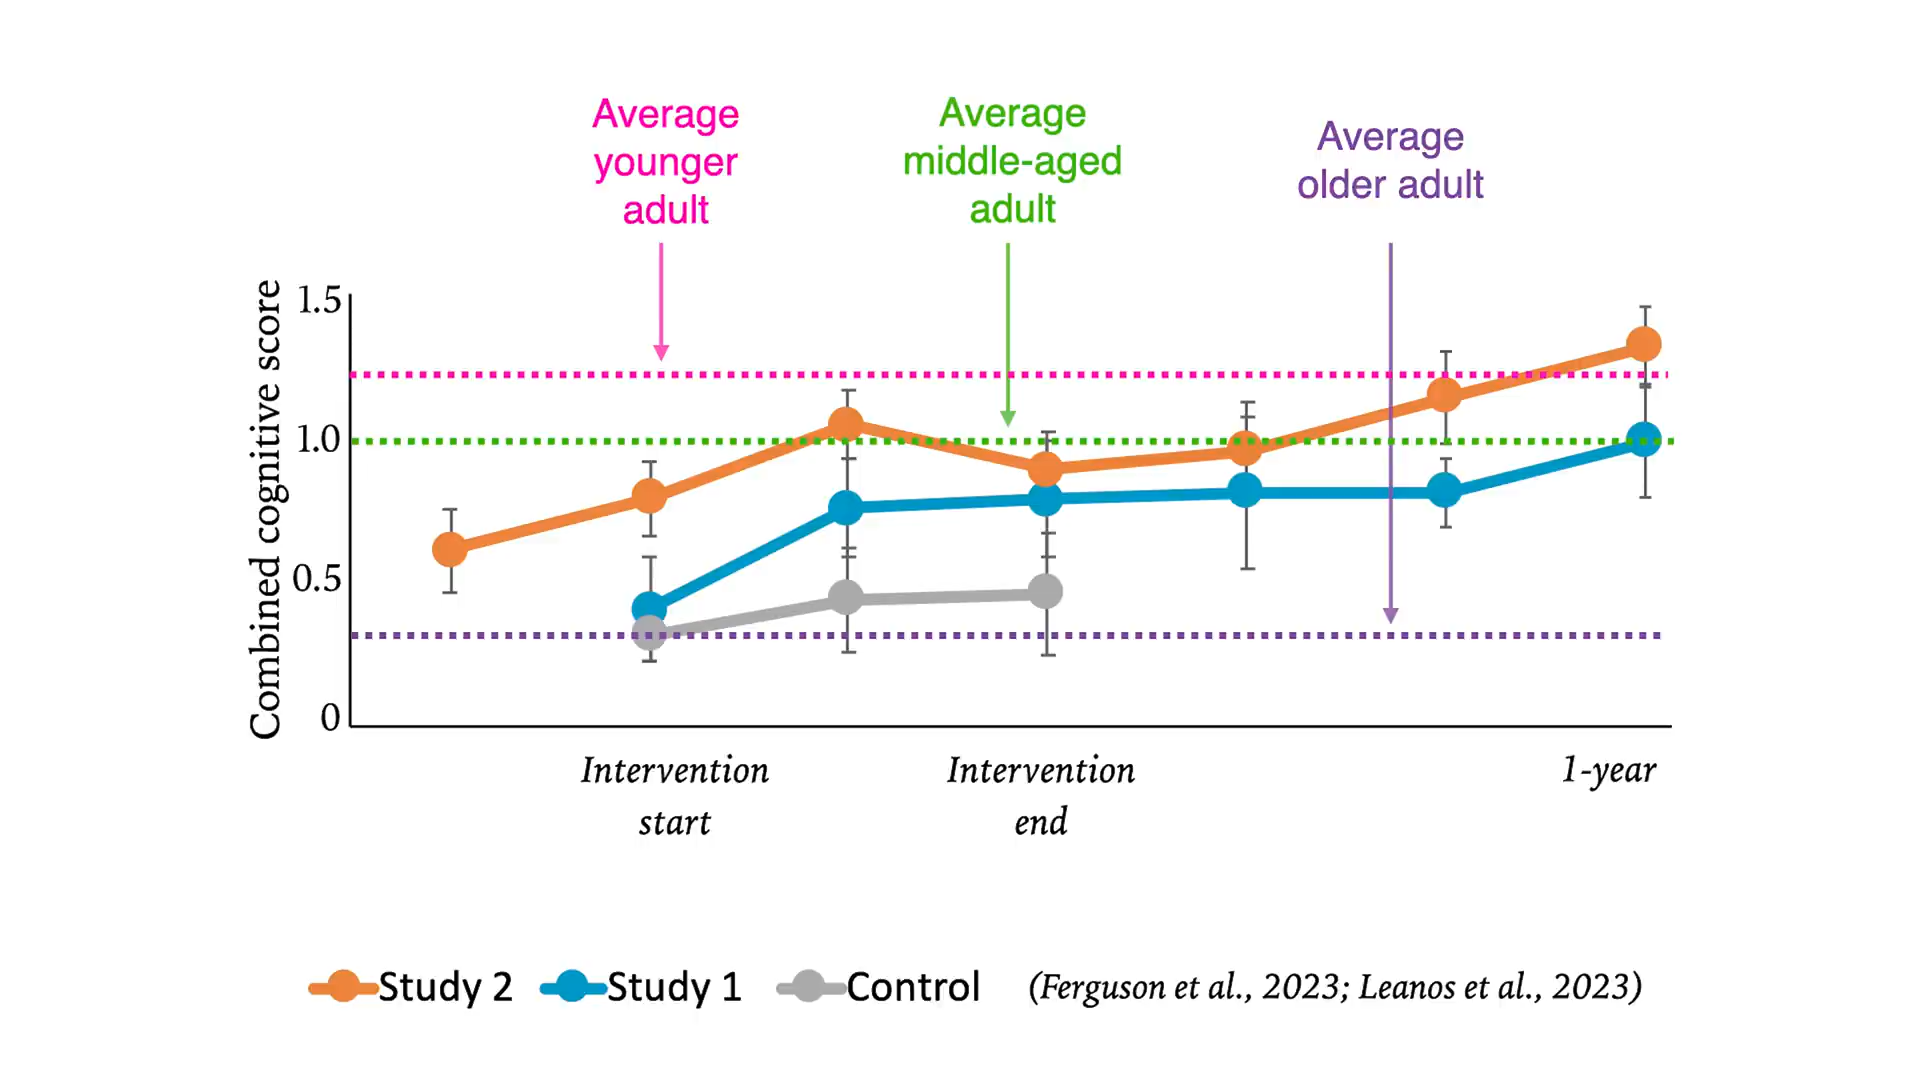 Average
younger
adult
Average
middle-aged
adult
Average
older adult
Combined cognitive score
1.5
1.0
0.5
0
Intervention
start
Intervention
end
1-year
Study 2
Study 1
Control
(Ferguson et al., 2023; Leanos et al., 2023)